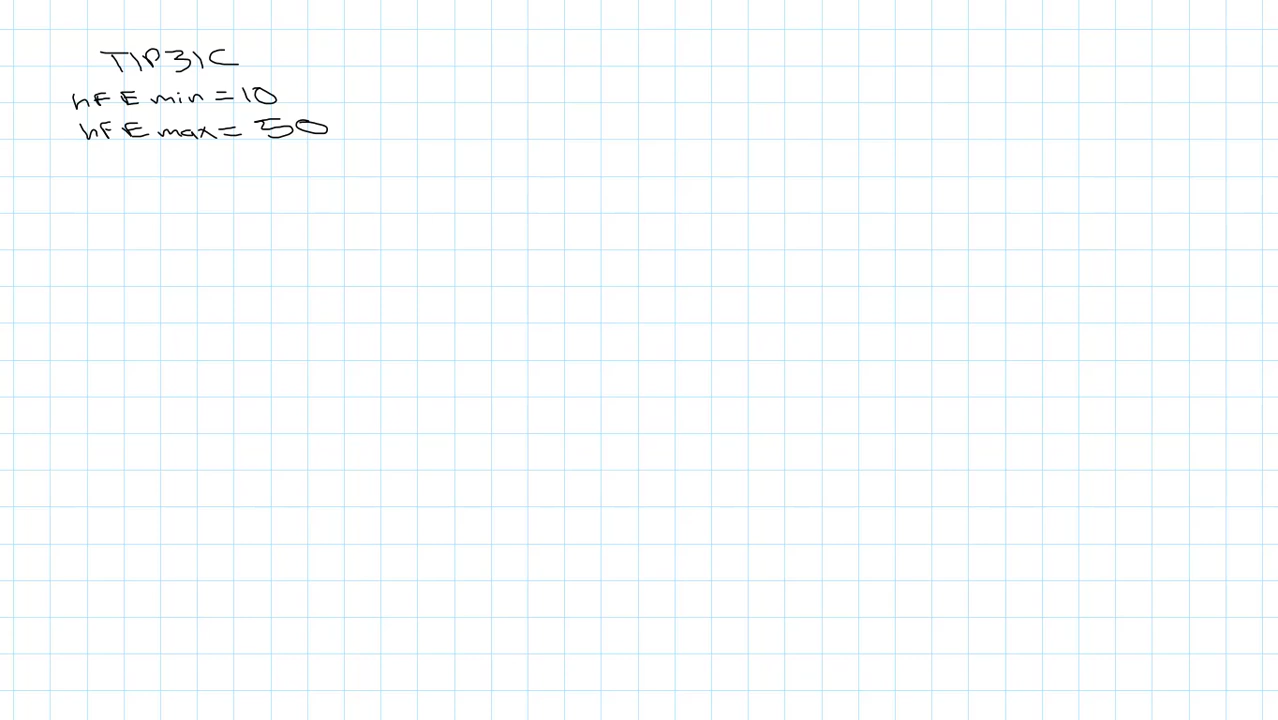 TIP31C
hFE min = 10
hFE max = 50